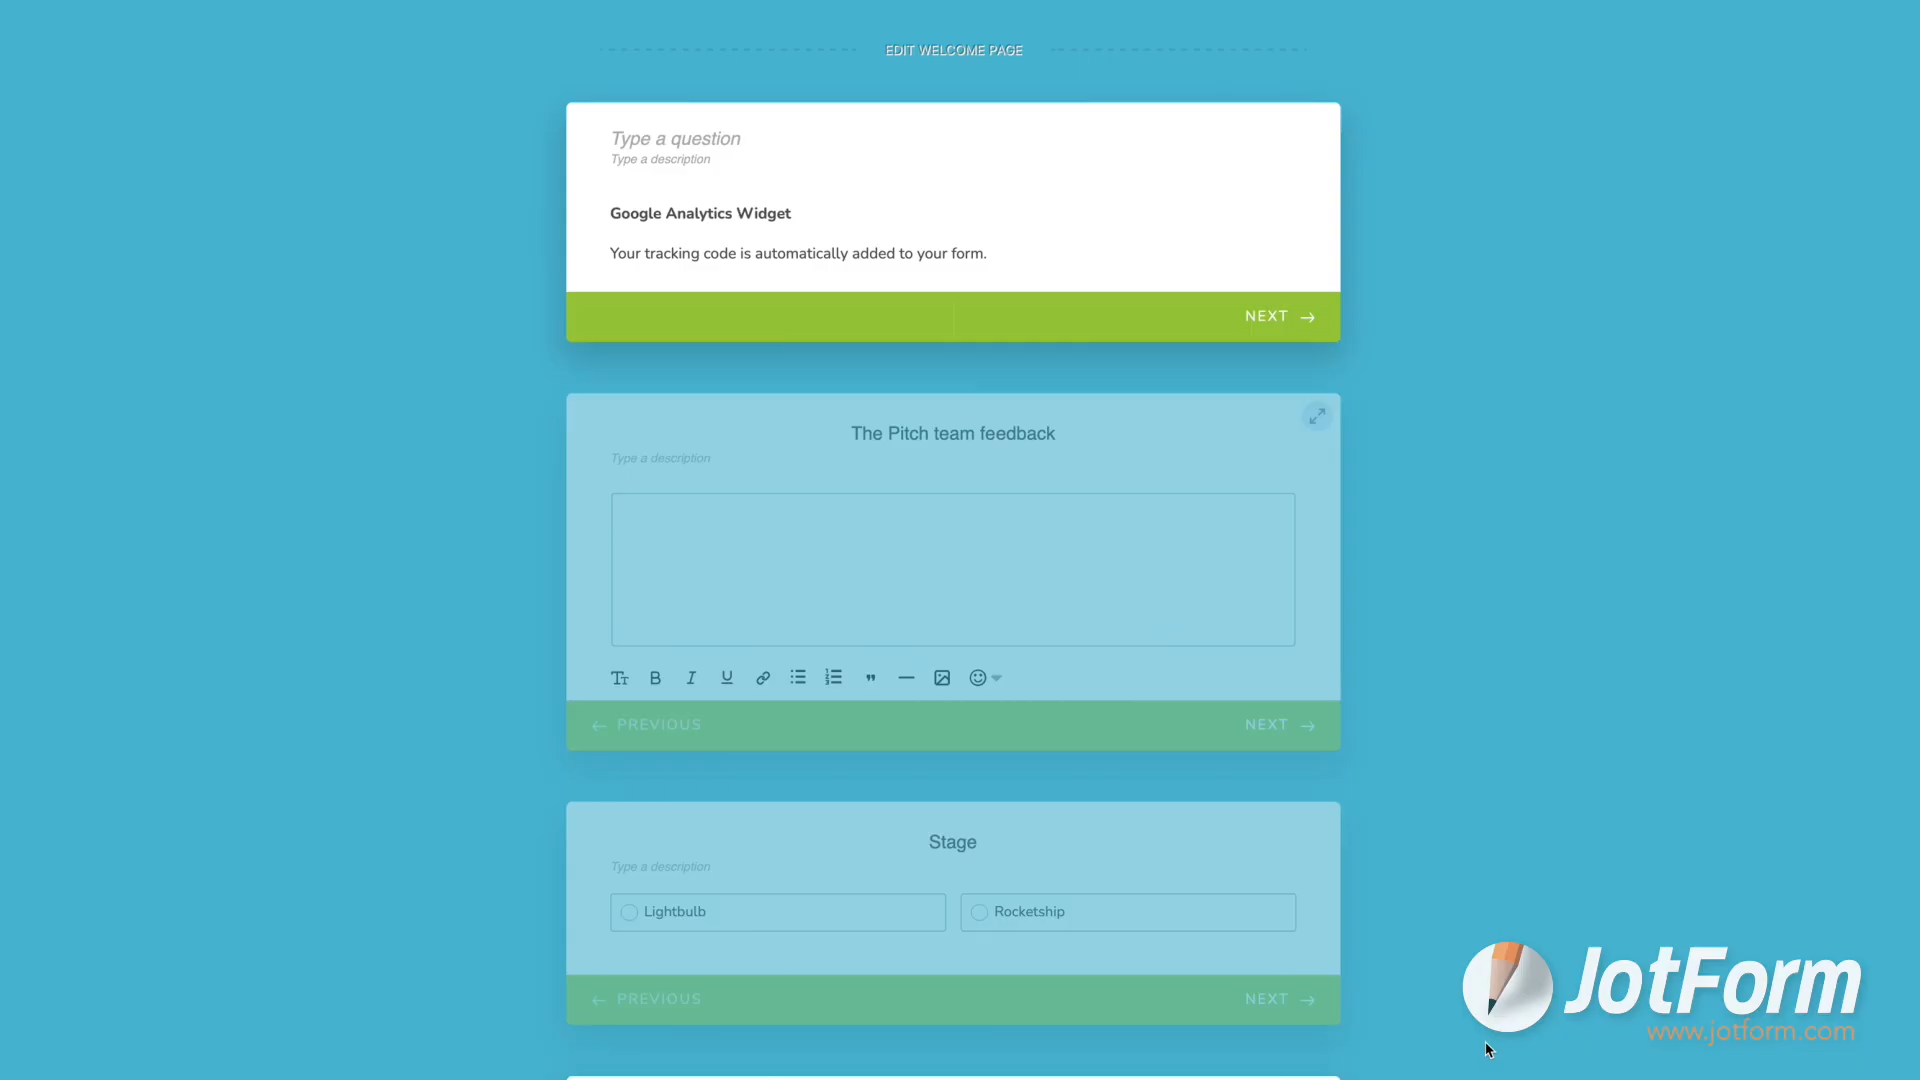 EDIT WELCOME PAGE
Type a question
Type a description
Google Analytics Widget
Your tracking code is automatically added to your form.
NEXT
The Pitch team feedback
Type a description
PREVIOUS
NEXT
Stage
Type a description
Lightbulb
Rocketship
PREVIOUS
NEXT
JotForm
www.jotform.com